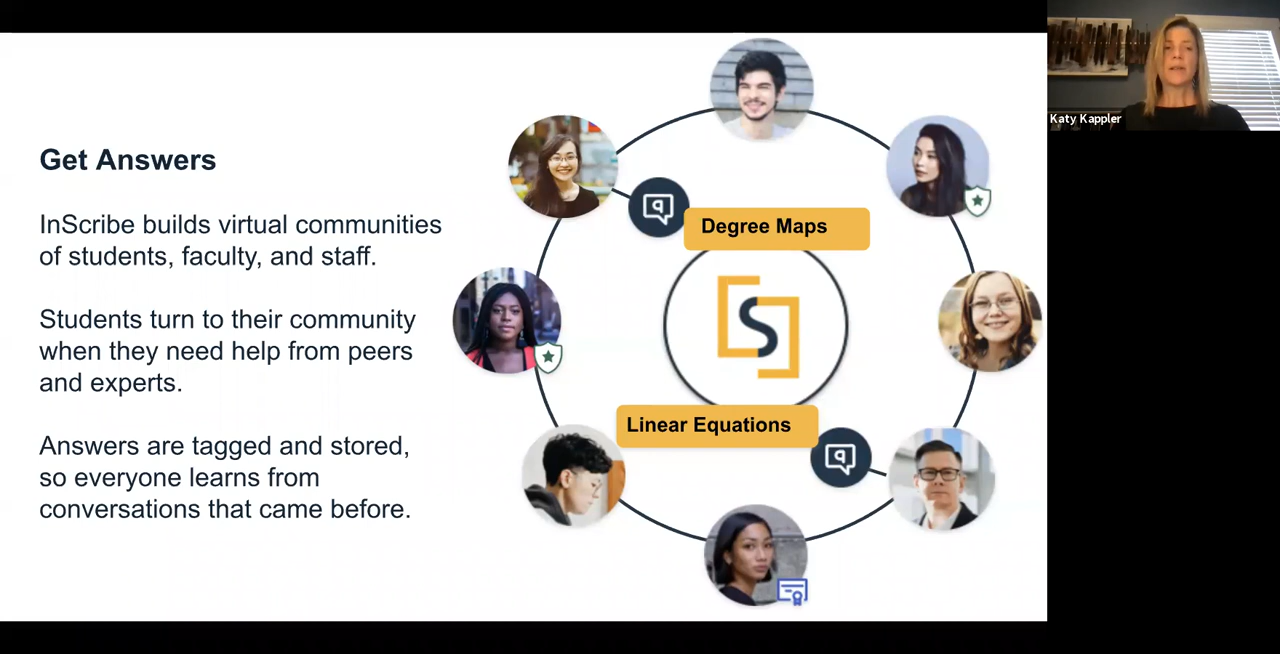 Get Answers
InScribe builds virtual communities
of students, faculty, and staff.
Students turn to their community
when they need help from peers
and experts.
Answers are tagged and stored,
so everyone learns from
conversations that came before.
Degree Maps
Linear Equations
Katy Kappler